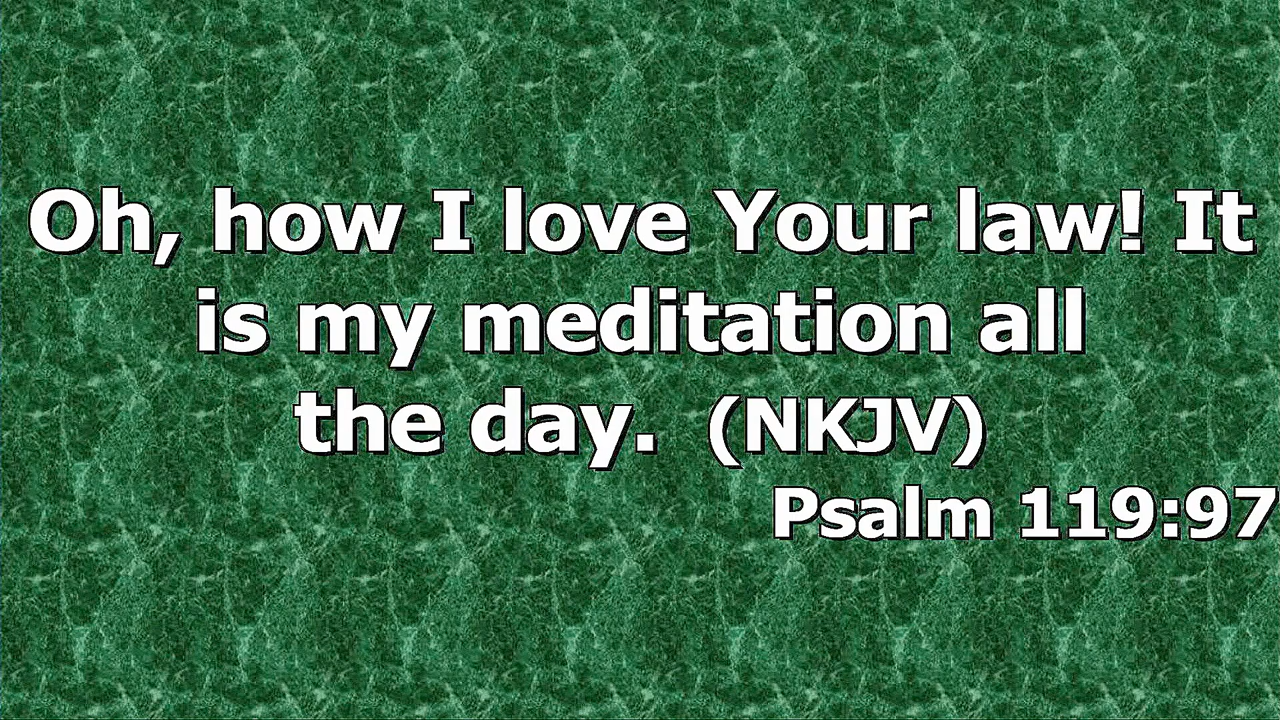 Oh, how I love Your law! It
is my meditation all
the day.  (NKJV)
Psalm 119:97